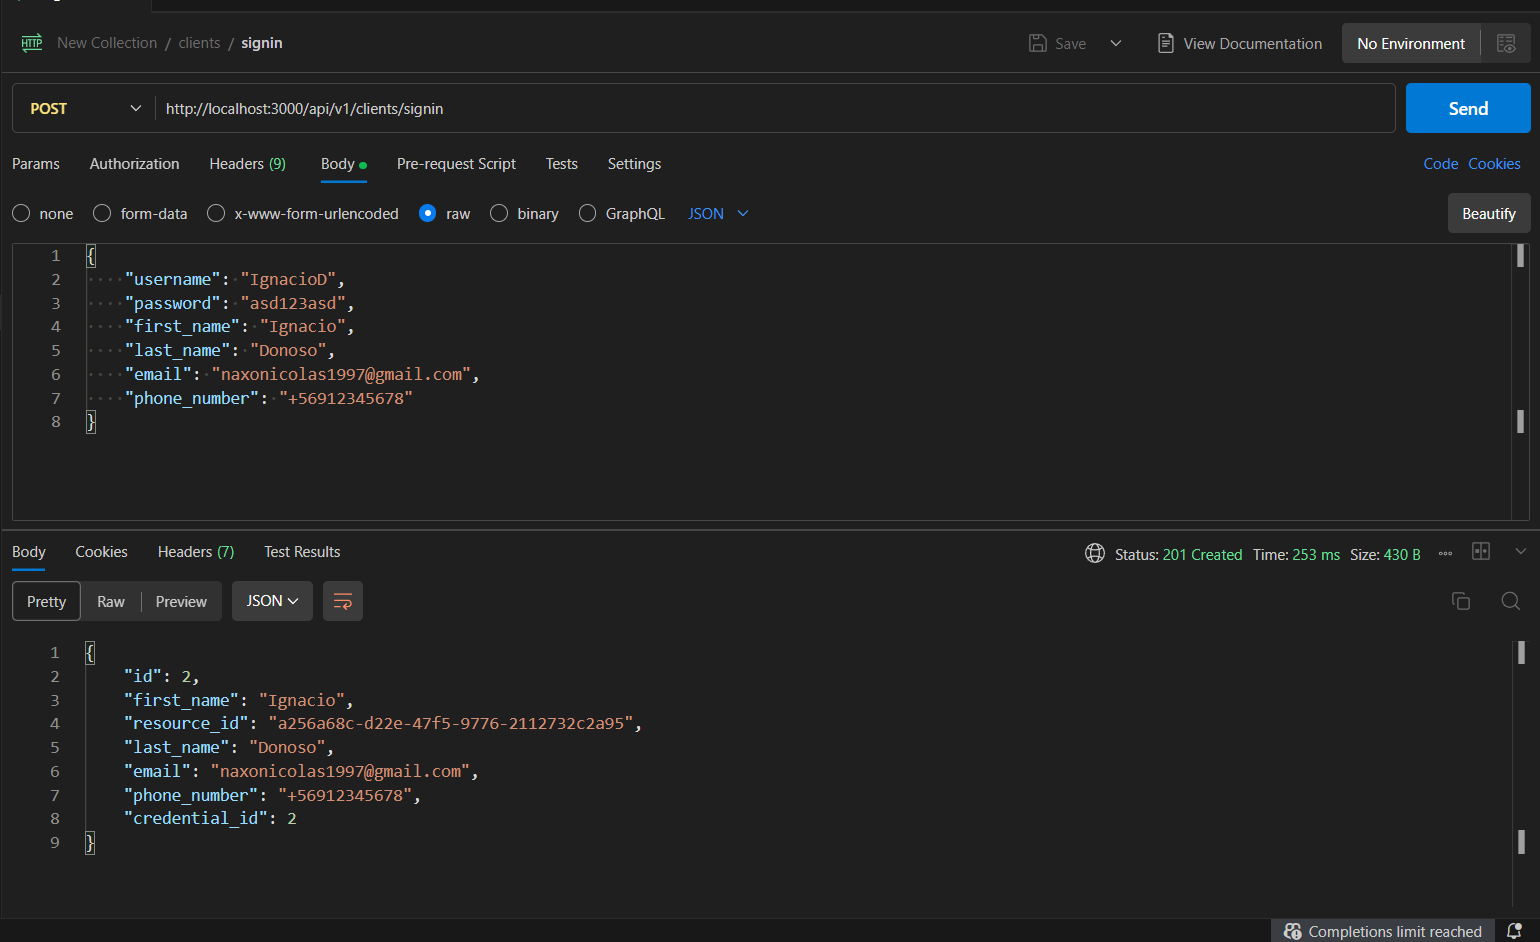 New Collection / clients / signin
Save
View Documentation
No Environment
POST
http://localhost:3000/api/v1/clients/signin
Send
Params Authorization Headers (9) Body Pre-request Script Tests Settings
Code Cookies
none form-data x-www-form-urlencoded raw binary GraphQL JSON
Beautify
1 {
2 "username": "IgnacioD",
3 "password": "asd123asd",
4 "first_name": "Ignacio",
5 "last_name": "Donoso",
6 "email": "naxonicolas1997@gmail.com",
7 "phone_number": "+56912345678"
8 }
Body Cookies Headers (7) Test Results
Status: 201 Created Time: 253 ms Size: 430 B
Pretty Raw Preview JSON
1 {
2 "id": 2,
3 "first_name": "Ignacio",
4 "resource_id": "a256a68c-d22e-47f5-9776-2112732c2a95",
5 "last_name": "Donoso",
6 "email": "naxonicolas1997@gmail.com",
7 "phone_number": "+56912345678",
8 "credential_id": 2
9 }
Completions limit reached